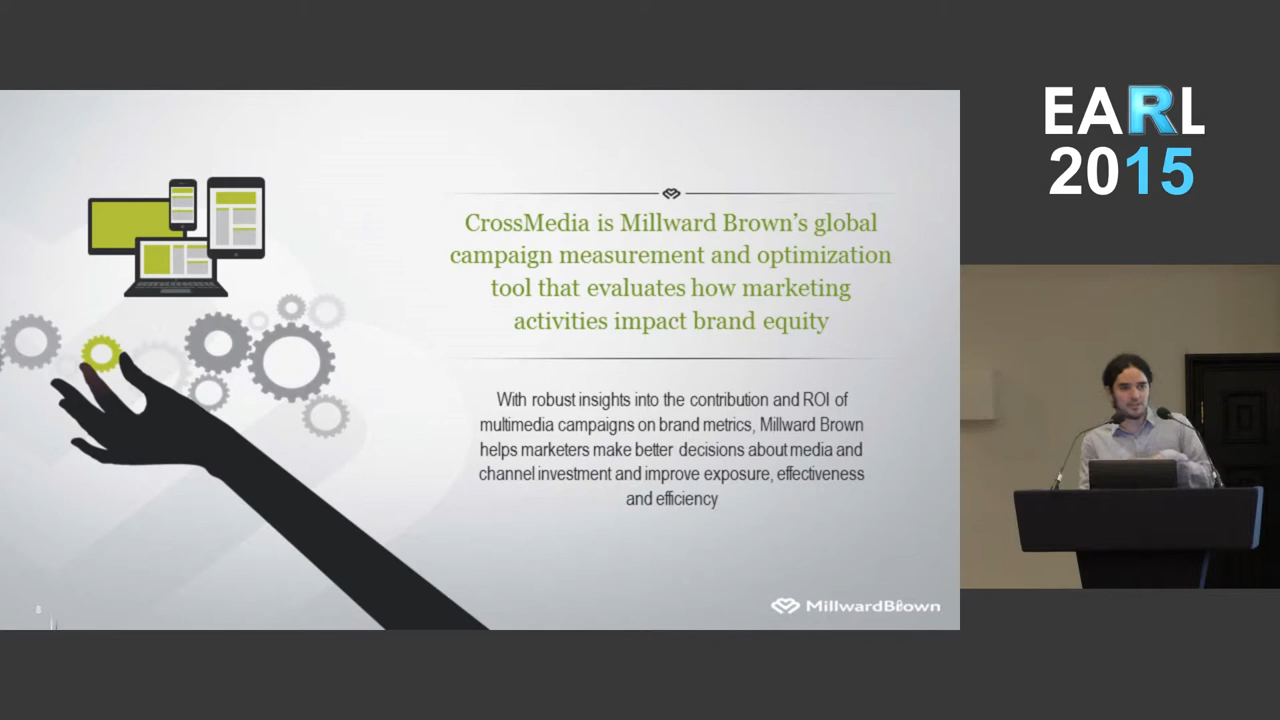 EARL
2015
CrossMedia is Millward Brown’s global
campaign measurement and optimization
tool that evaluates how marketing
activities impact brand equity
With robust insights into the contribution and ROI of
multimedia campaigns on brand metrics, Millward Brown
helps marketers make better decisions about media and
channel investment and improve exposure, effectiveness
and efficiency
8
MillwardBrown